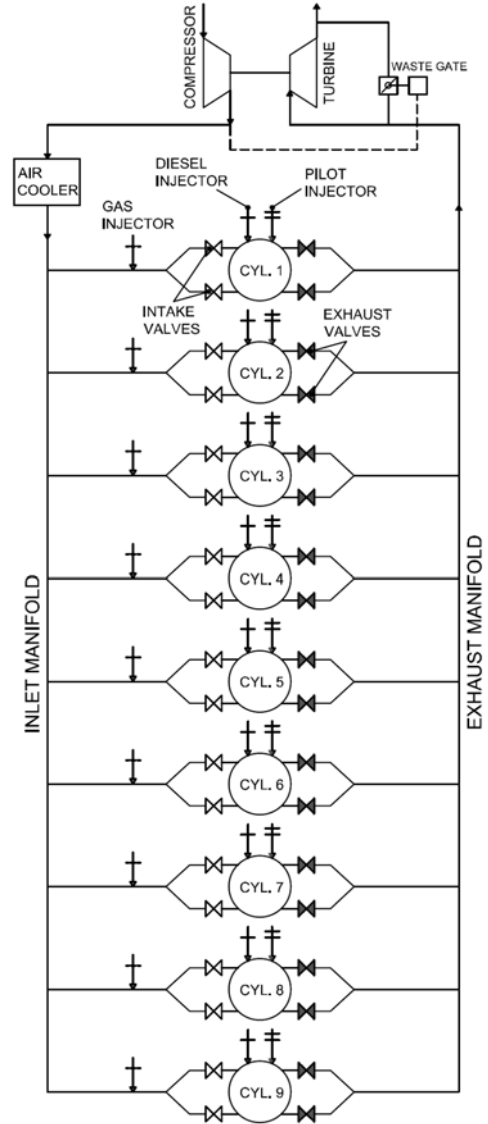 COMPRESSOR
TURBINE
WASTE GATE
AIR
COOLER
DIESEL
INJECTOR
PILOT
INJECTOR
GAS
INJECTOR
CYL. 1
INTAKE
VALVES
EXHAUST
VALVES
CYL. 2
CYL. 3
CYL. 4
CYL. 5
CYL. 6
CYL. 7
CYL. 8
CYL. 9
INLET MANIFOLD
EXHAUST MANIFOLD